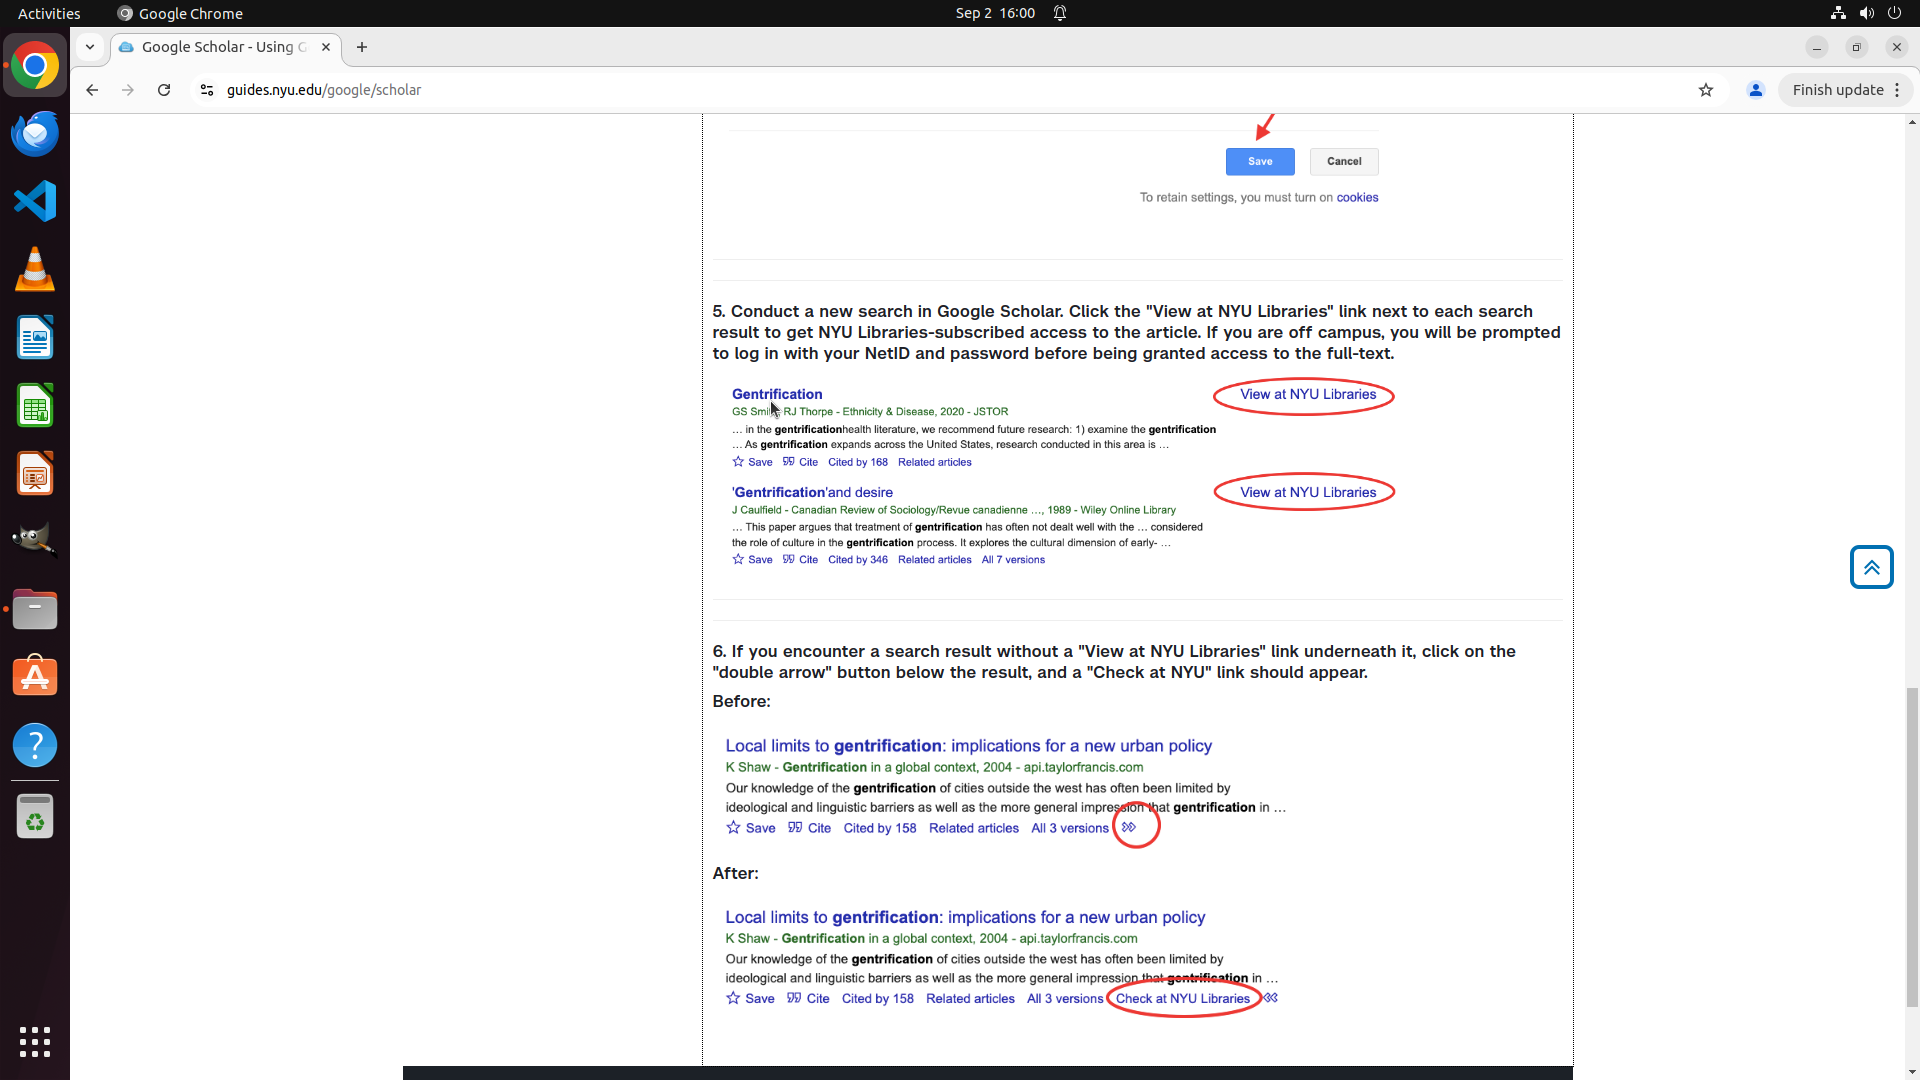 Activities
Google Chrome
Sep 2 16:00
Google Scholar - Using G
guides.nyu.edu/google/scholar
Finish update
Save
Cancel
To retain settings, you must turn on cookies
5. Conduct a new search in Google Scholar. Click the "View at NYU Libraries" link next to each search
result to get NYU Libraries-subscribed access to the article. If you are off campus, you will be prompted
to log in with your NetID and password before being granted access to the full-text.
Gentrification
View at NYU Libraries
GS Smith, RJ Thorpe - Ethnicity & Disease, 2020 - JSTOR
… in the gentrificationhealth literature, we recommend future research: 1) examine the gentrification
… As gentrification expands across the United States, research conducted in this area is …
Save Cite Cited by 168 Related articles
'Gentrification'and desire
View at NYU Libraries
J Caulfield - Canadian Review of Sociology/Revue canadienne …, 1989 - Wiley Online Library
… This paper argues that treatment of gentrification has often not dealt well with the … considered
the role of culture in the gentrification process. It explores the cultural dimension of early- …
Save Cite Cited by 346 Related articles All 7 versions
6. If you encounter a search result without a "View at NYU Libraries" link underneath it, click on the
"double arrow" button below the result, and a "Check at NYU" link should appear.
Before:
Local limits to gentrification: implications for a new urban policy
K Shaw - Gentrification in a global context, 2004 - api.taylorfrancis.com
Our knowledge of the gentrification of cities outside the west has often been limited by
ideological and linguistic barriers as well as the more general impression that gentrification in …
Save Cite Cited by 158 Related articles All 3 versions
After:
Local limits to gentrification: implications for a new urban policy
K Shaw - Gentrification in a global context, 2004 - api.taylorfrancis.com
Our knowledge of the gentrification of cities outside the west has often been limited by
ideological and linguistic barriers as well as the more general impression that gentrification in …
Save Cite Cited by 158 Related articles All 3 versions Check at NYU Libraries